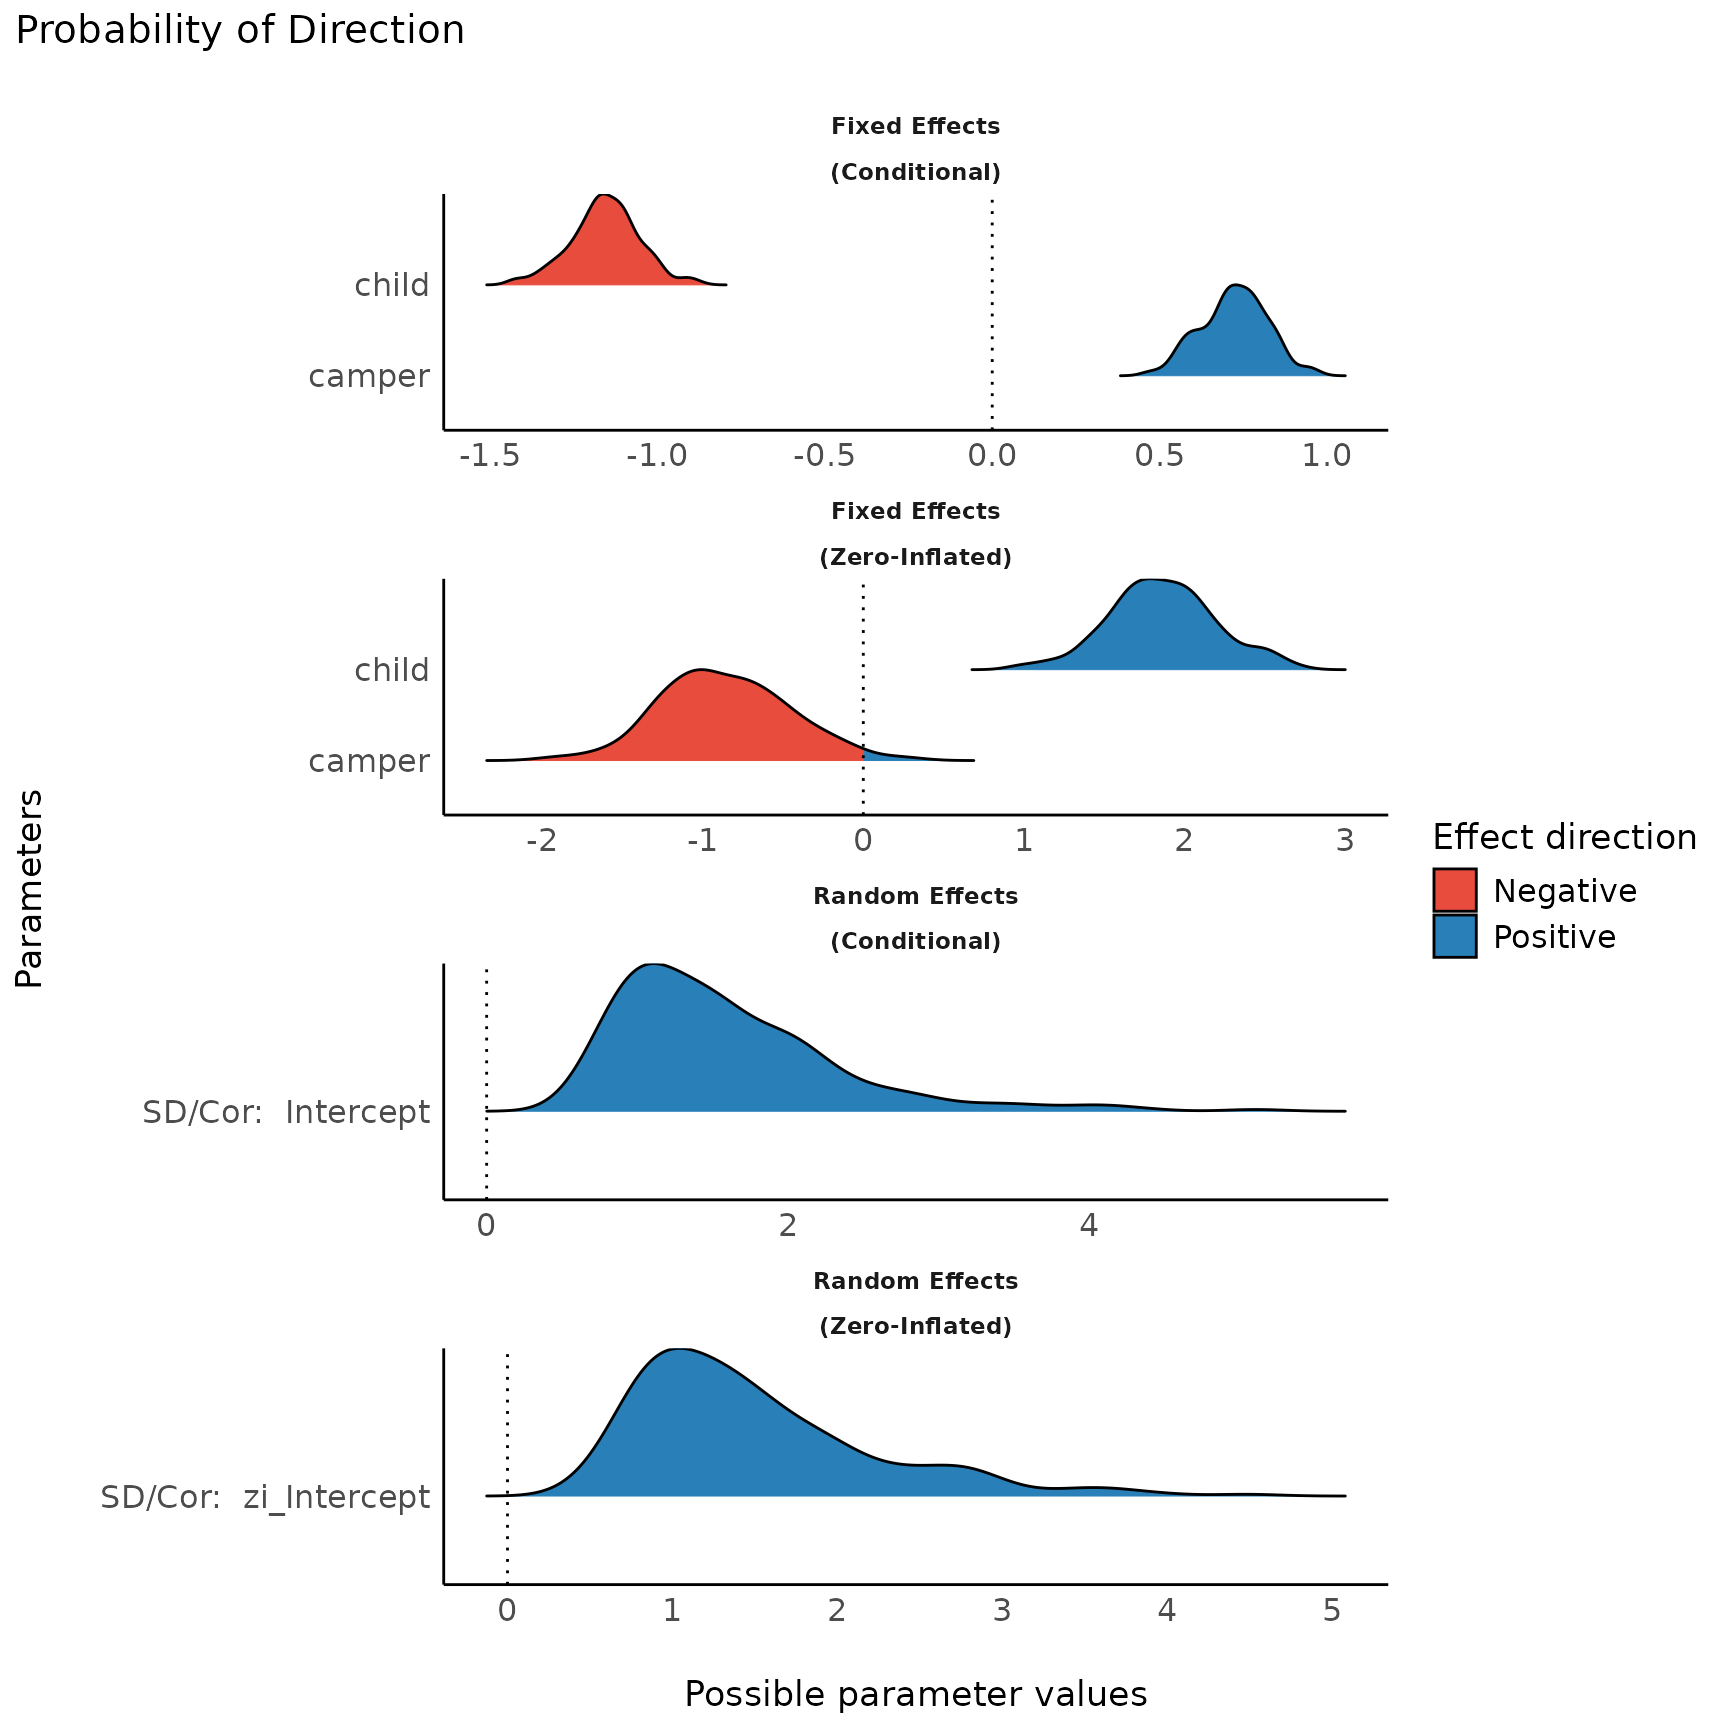 Probability of Direction
Fixed Effects
(Conditional)
child
camper
-1.5 -1.0 -0.5 0.0 0.5 1.0
Fixed Effects
(Zero-Inflated)
child
camper
-2 -1 0 1 2 3
Random Effects
(Conditional)
SD/Cor:  Intercept
0 2 4
Random Effects
(Zero-Inflated)
SD/Cor:  zi_Intercept
0 1 2 3 4 5
Possible parameter values
Parameters
Effect direction
Negative
Positive